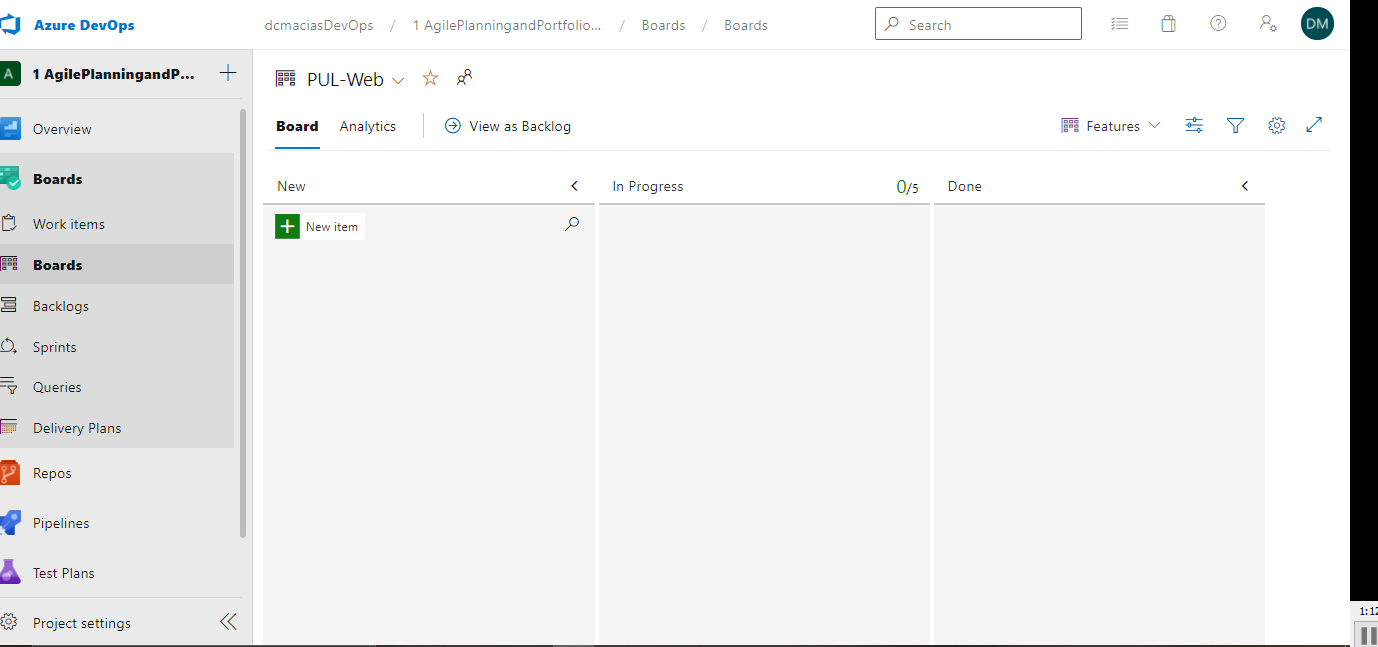 Azure DevOps
dcmaciasDevOps / 1 AgilePlanningandPortfolio... / Boards / Boards
Search
DM
A 1 AgilePlanningandP...
Overview
Boards
Work items
Boards
Backlogs
Sprints
Queries
Delivery Plans
Repos
Pipelines
Test Plans
Project settings
PUL-Web
Board Analytics View as Backlog
Features
New
In Progress 0/5
Done
New item
1:12